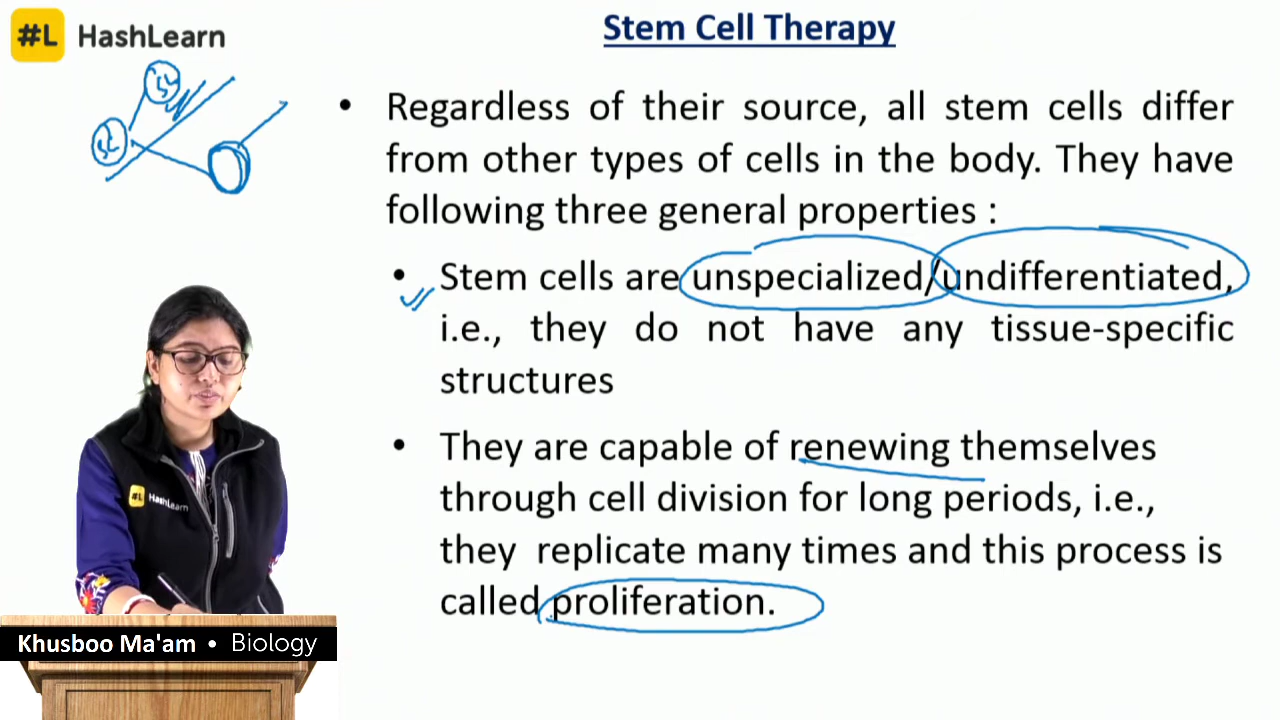 #L HashLearn
Stem Cell Therapy
• Regardless of their source, all stem cells differ
from other types of cells in the body. They have
following three general properties :
• Stem cells are unspecialized/undifferentiated,
i.e., they do not have any tissue-specific
structures
• They are capable of renewing themselves
through cell division for long periods, i.e.,
they replicate many times and this process is
called proliferation.
SC
SC
#L HashLearn
Khusboo Ma'am • Biology